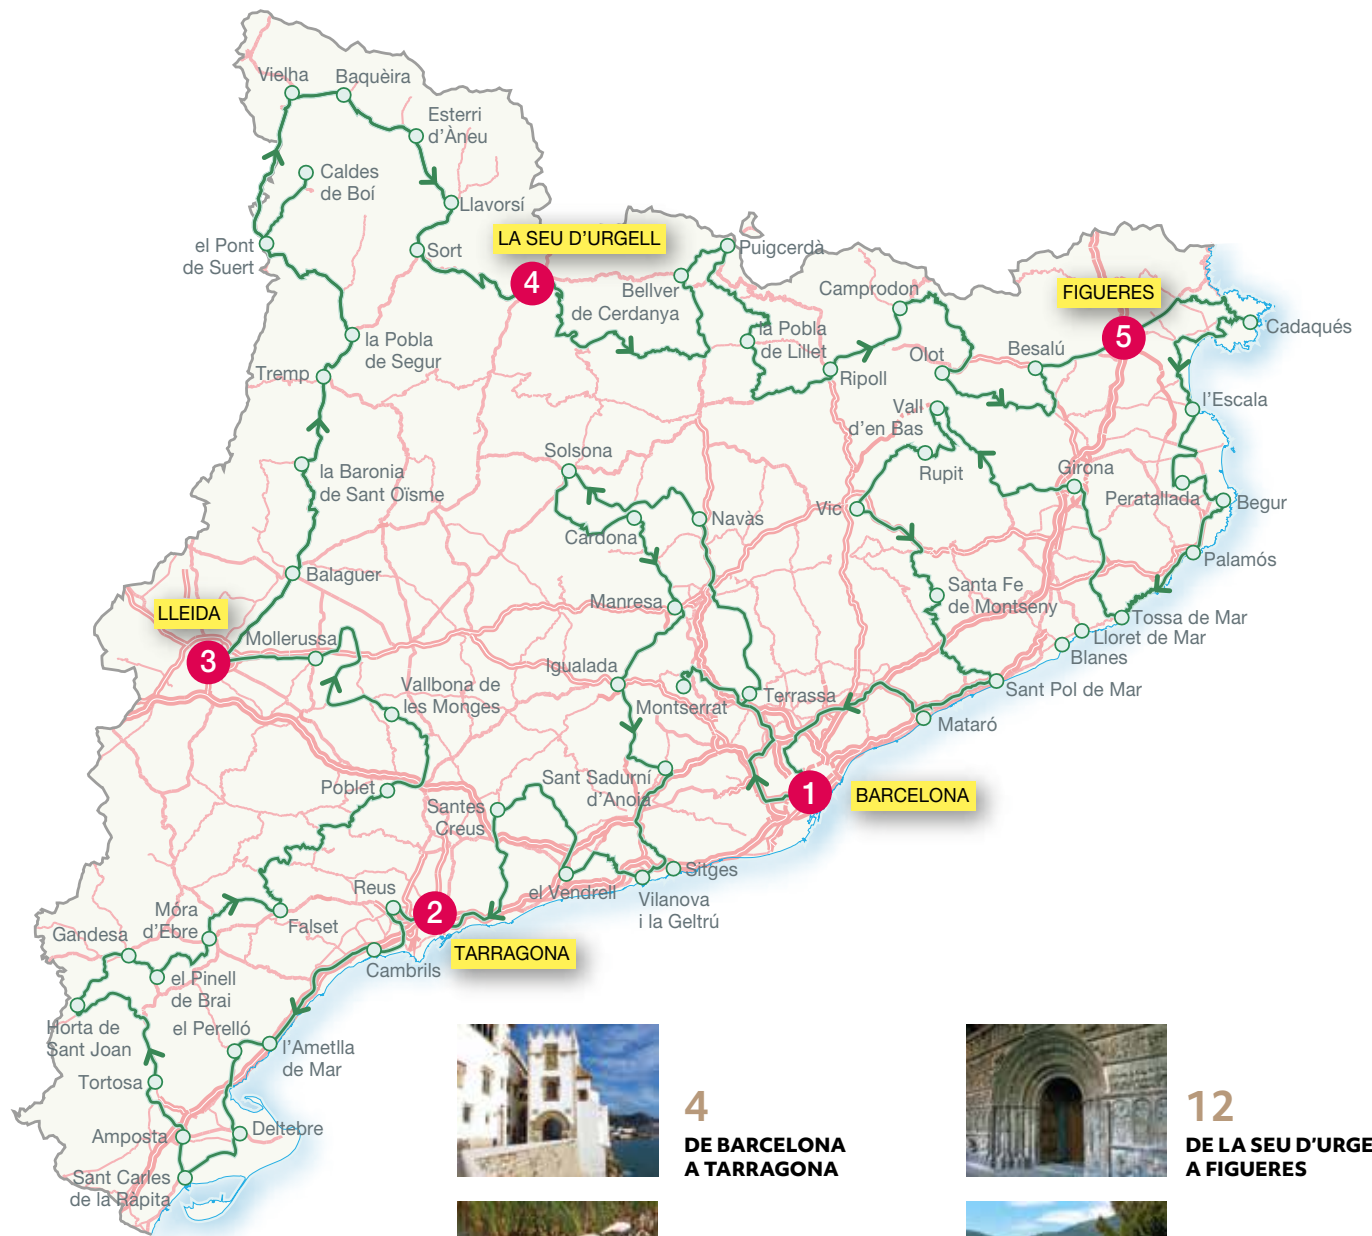 Vielha
Baquèira
Esterri
d'Àneu
Caldes
de Boí
Llavorsí
el Pont
de Suert
Sort
LA SEU D'URGELL
4
Puigcerdà
Bellver
de Cerdanya
Camprodon
FIGUERES
5
Cadaqués
la Pobla
de Segur
la Pobla
de Lillet
Tremp
Ripoll
Olot
Besalú
l'Escala
Vall
d'en Bas
Solsona
la Baronia
de Sant Oïsme
Rupit
Girona
Peratallada
Begur
Navàs
Vic
Cardona
Palamós
Balaguer
Manresa
Santa Fe
de Montseny
LLEIDA
3
Mollerussa
Tossa de Mar
Lloret de Mar
Blanes
Igualada
Montserrat
Terrassa
Sant Pol de Mar
Vallbona de
les Monges
Mataró
Poblet
Sant Sadurní
d'Anoia
1
BARCELONA
Santes
Creus
Sitges
el Vendrell
Vilanova
i la Geltrú
Reus
2
TARRAGONA
Móra
d'Ebre
Falset
Gandesa
Cambrils
el Pinell
de Brai
Horta de
Sant Joan
el Perelló
l'Ametlla
de Mar
Tortosa
Amposta
Deltebre
Sant Carles
de la Ràpita
4
DE BARCELONA
A TARRAGONA
12
DE LA SEU D'URGE
A FIGUERES